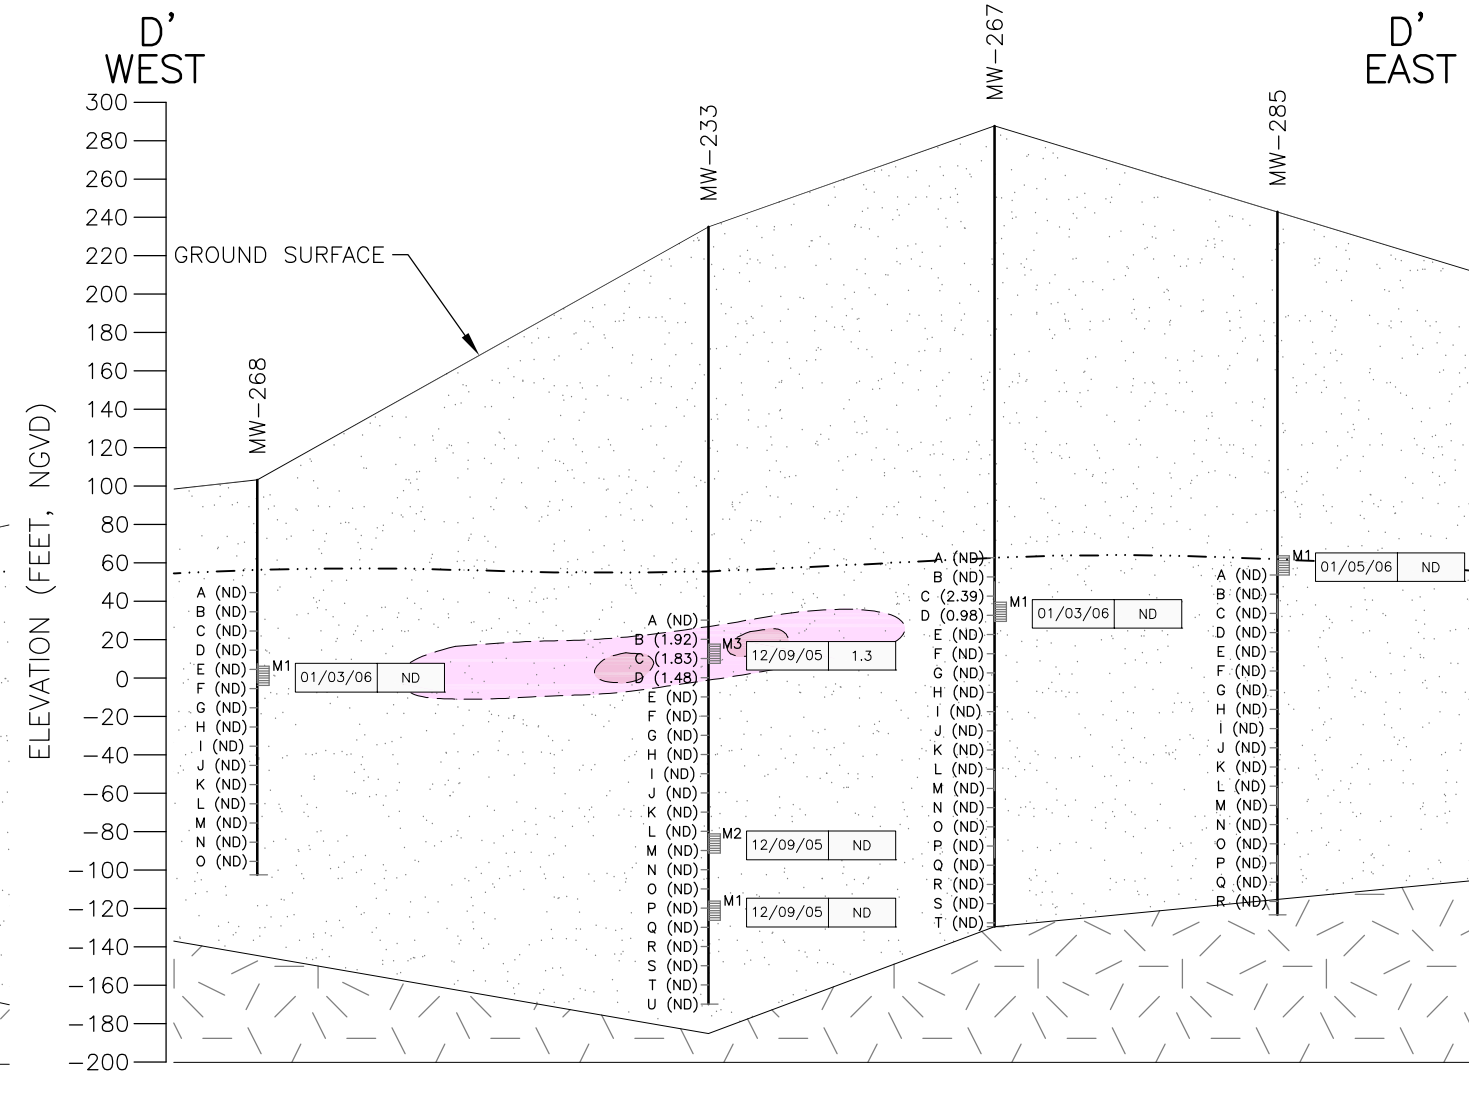 D'
WEST
D'
EAST
MW-267
MW-233
MW-285
MW-268
300
280
260
240
220
200
180
160
140
120
100
80
60
40
20
0
-20
-40
-60
-80
-100
-120
-140
-160
-180
-200
ELEVATION (FEET, NGVD)
GROUND SURFACE
A (ND)
B (ND)
C (ND)
D (ND)
E (ND)
F (ND)
G (ND)
H (ND)
I (ND)
J (ND)
K (ND)
L (ND)
M (ND)
N (ND)
O (ND)
M1
01/03/06 ND
A (ND)
B (1.92)
C (1.83)
D (1.48)
E (ND)
F (ND)
G (ND)
H (ND)
I (ND)
J (ND)
K (ND)
L (ND)
M (ND)
N (ND)
O (ND)
P (ND)
Q (ND)
R (ND)
S (ND)
T (ND)
U (ND)
M3
12/09/05 1.3
M2
12/09/05 ND
M1
12/09/05 ND
A (ND)
B (ND)
C (2.39)
D (0.98)
E (ND)
F (ND)
G (ND)
H (ND)
I (ND)
J (ND)
K (ND)
L (ND)
M (ND)
N (ND)
O (ND)
P (ND)
Q (ND)
R (ND)
S (ND)
T (ND)
M1
01/03/06 ND
A (ND)
B (ND)
C (ND)
D (ND)
E (ND)
F (ND)
G (ND)
H (ND)
I (ND)
J (ND)
K (ND)
L (ND)
M (ND)
N (ND)
O (ND)
P (ND)
Q (ND)
R (ND)
M1
01/05/06 ND